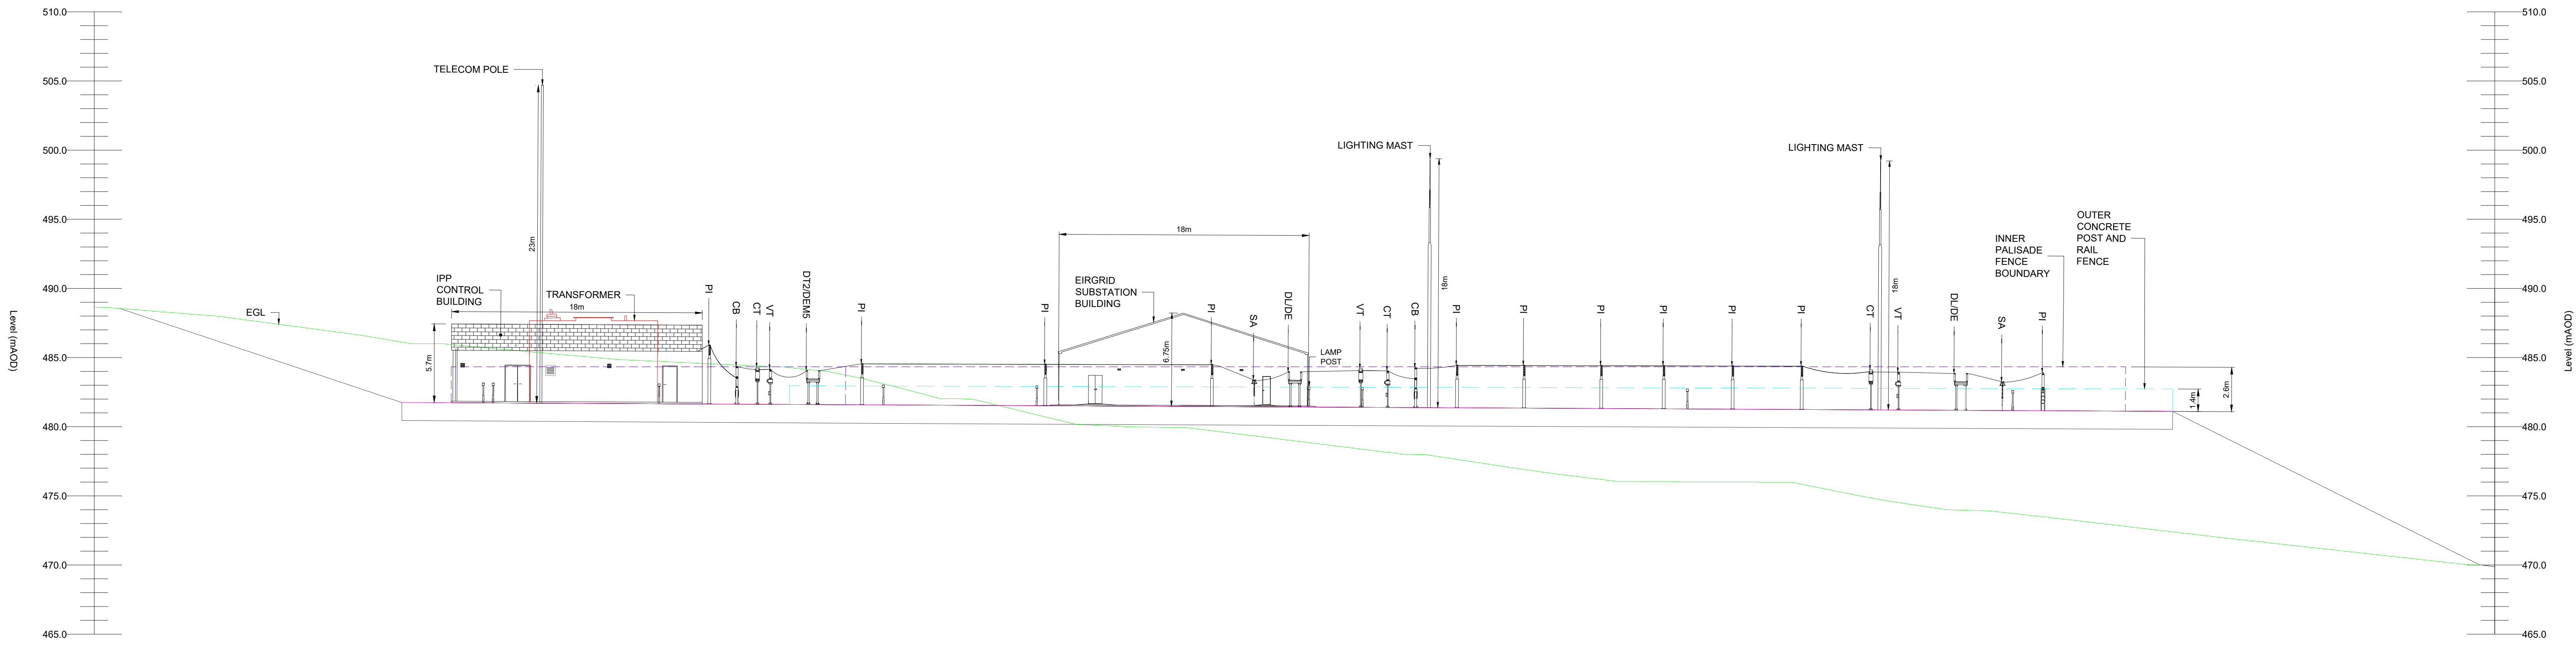 510.0
505.0
500.0
495.0
490.0
485.0
480.0
475.0
470.0
465.0
Level (mAOD)
EGL
TELECOM POLE
23m
IPP
CONTROL
BUILDING
18m
TRANSFORMER
5.7m
PI
CB
CT
VT
DT2/DEM5
PI
PI
18m
EIRGRID
SUBSTATION
BUILDING
6.75m
PI
SA
DL/DE
LAMP
POST
VT
CT
CB
LIGHTING MAST
18m
PI
PI
PI
PI
PI
PI
LIGHTING MAST
18m
CT
VT
DL/DE
SA
PI
INNER
PALISADE
FENCE
BOUNDARY
OUTER
CONCRETE
POST AND
RAIL
FENCE
1.4m
2.6m
510.0
505.0
500.0
495.0
490.0
485.0
480.0
475.0
470.0
465.0
Level (mAOD)